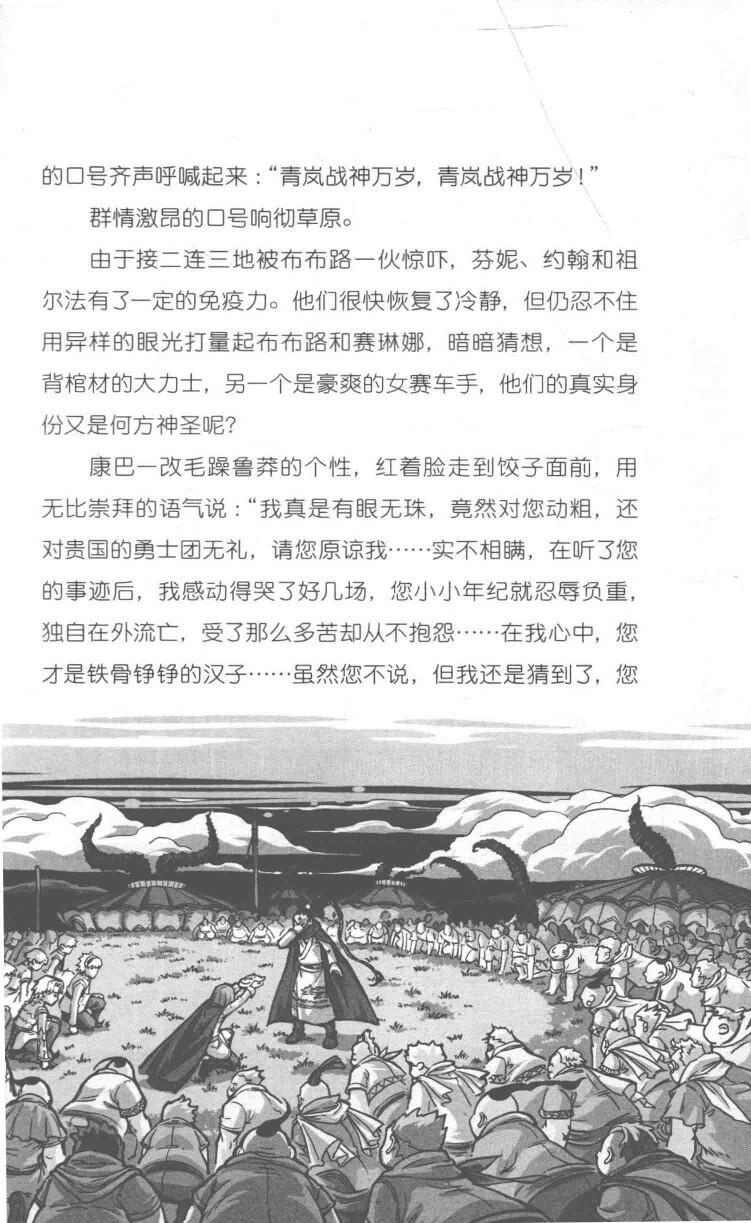 的口号齐声呼喊起来：“青岚战神万岁，青岚战神万岁！”
群情激昂的口号响彻草原。
由于接二连三地被布布路一伙惊吓，芬妮、约翰和祖
尔法有了一定的免疫力。他们很快恢复了冷静，但仍忍不住
用异样的眼光打量起布布路和赛琳娜，暗暗猜想，一个是
背棺材的大力士，另一个是豪爽的女赛车手，他们的真实身
份又是何方神圣呢？
康巴一改毛躁鲁莽的个性，红着脸走到饺子面前，用
无比崇拜的语气说：“我真是有眼无珠，竟然对您动粗，还
对贵国的勇士团无礼，请您原谅我……实不相瞒，在听了您
的事迹后，我感动得哭了好几场，您小小年纪就忍辱负重，
独自在外流亡，受了那么多苦却从不抱怨……在我心中，您
才是铁骨铮铮的汉子……虽然您不说，但我还是猜到了，您